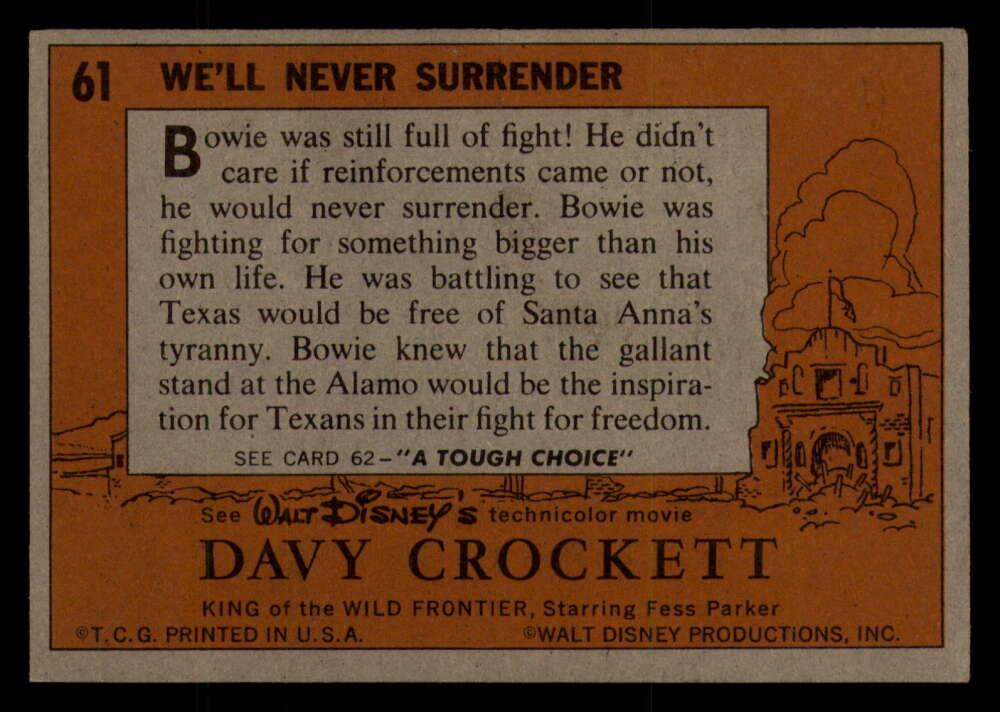 61 WE'LL NEVER SURRENDER
Bowie was still full of fight! He didn't
care if reinforcements came or not,
he would never surrender. Bowie was
fighting for something bigger than his
own life. He was battling to see that
Texas would be free of Santa Anna's
tyranny. Bowie knew that the gallant
stand at the Alamo would be the inspira-
tion for Texans in their fight for freedom.
SEE CARD 62-"A TOUGH CHOICE"
See WALT DISNEY'S technicolor movie
DAVY CROCKETT
KING of the WILD FRONTIER, Starring Fess Parker
©T.C.G. PRINTED IN U.S.A. ©WALT DISNEY PRODUCTIONS, INC.